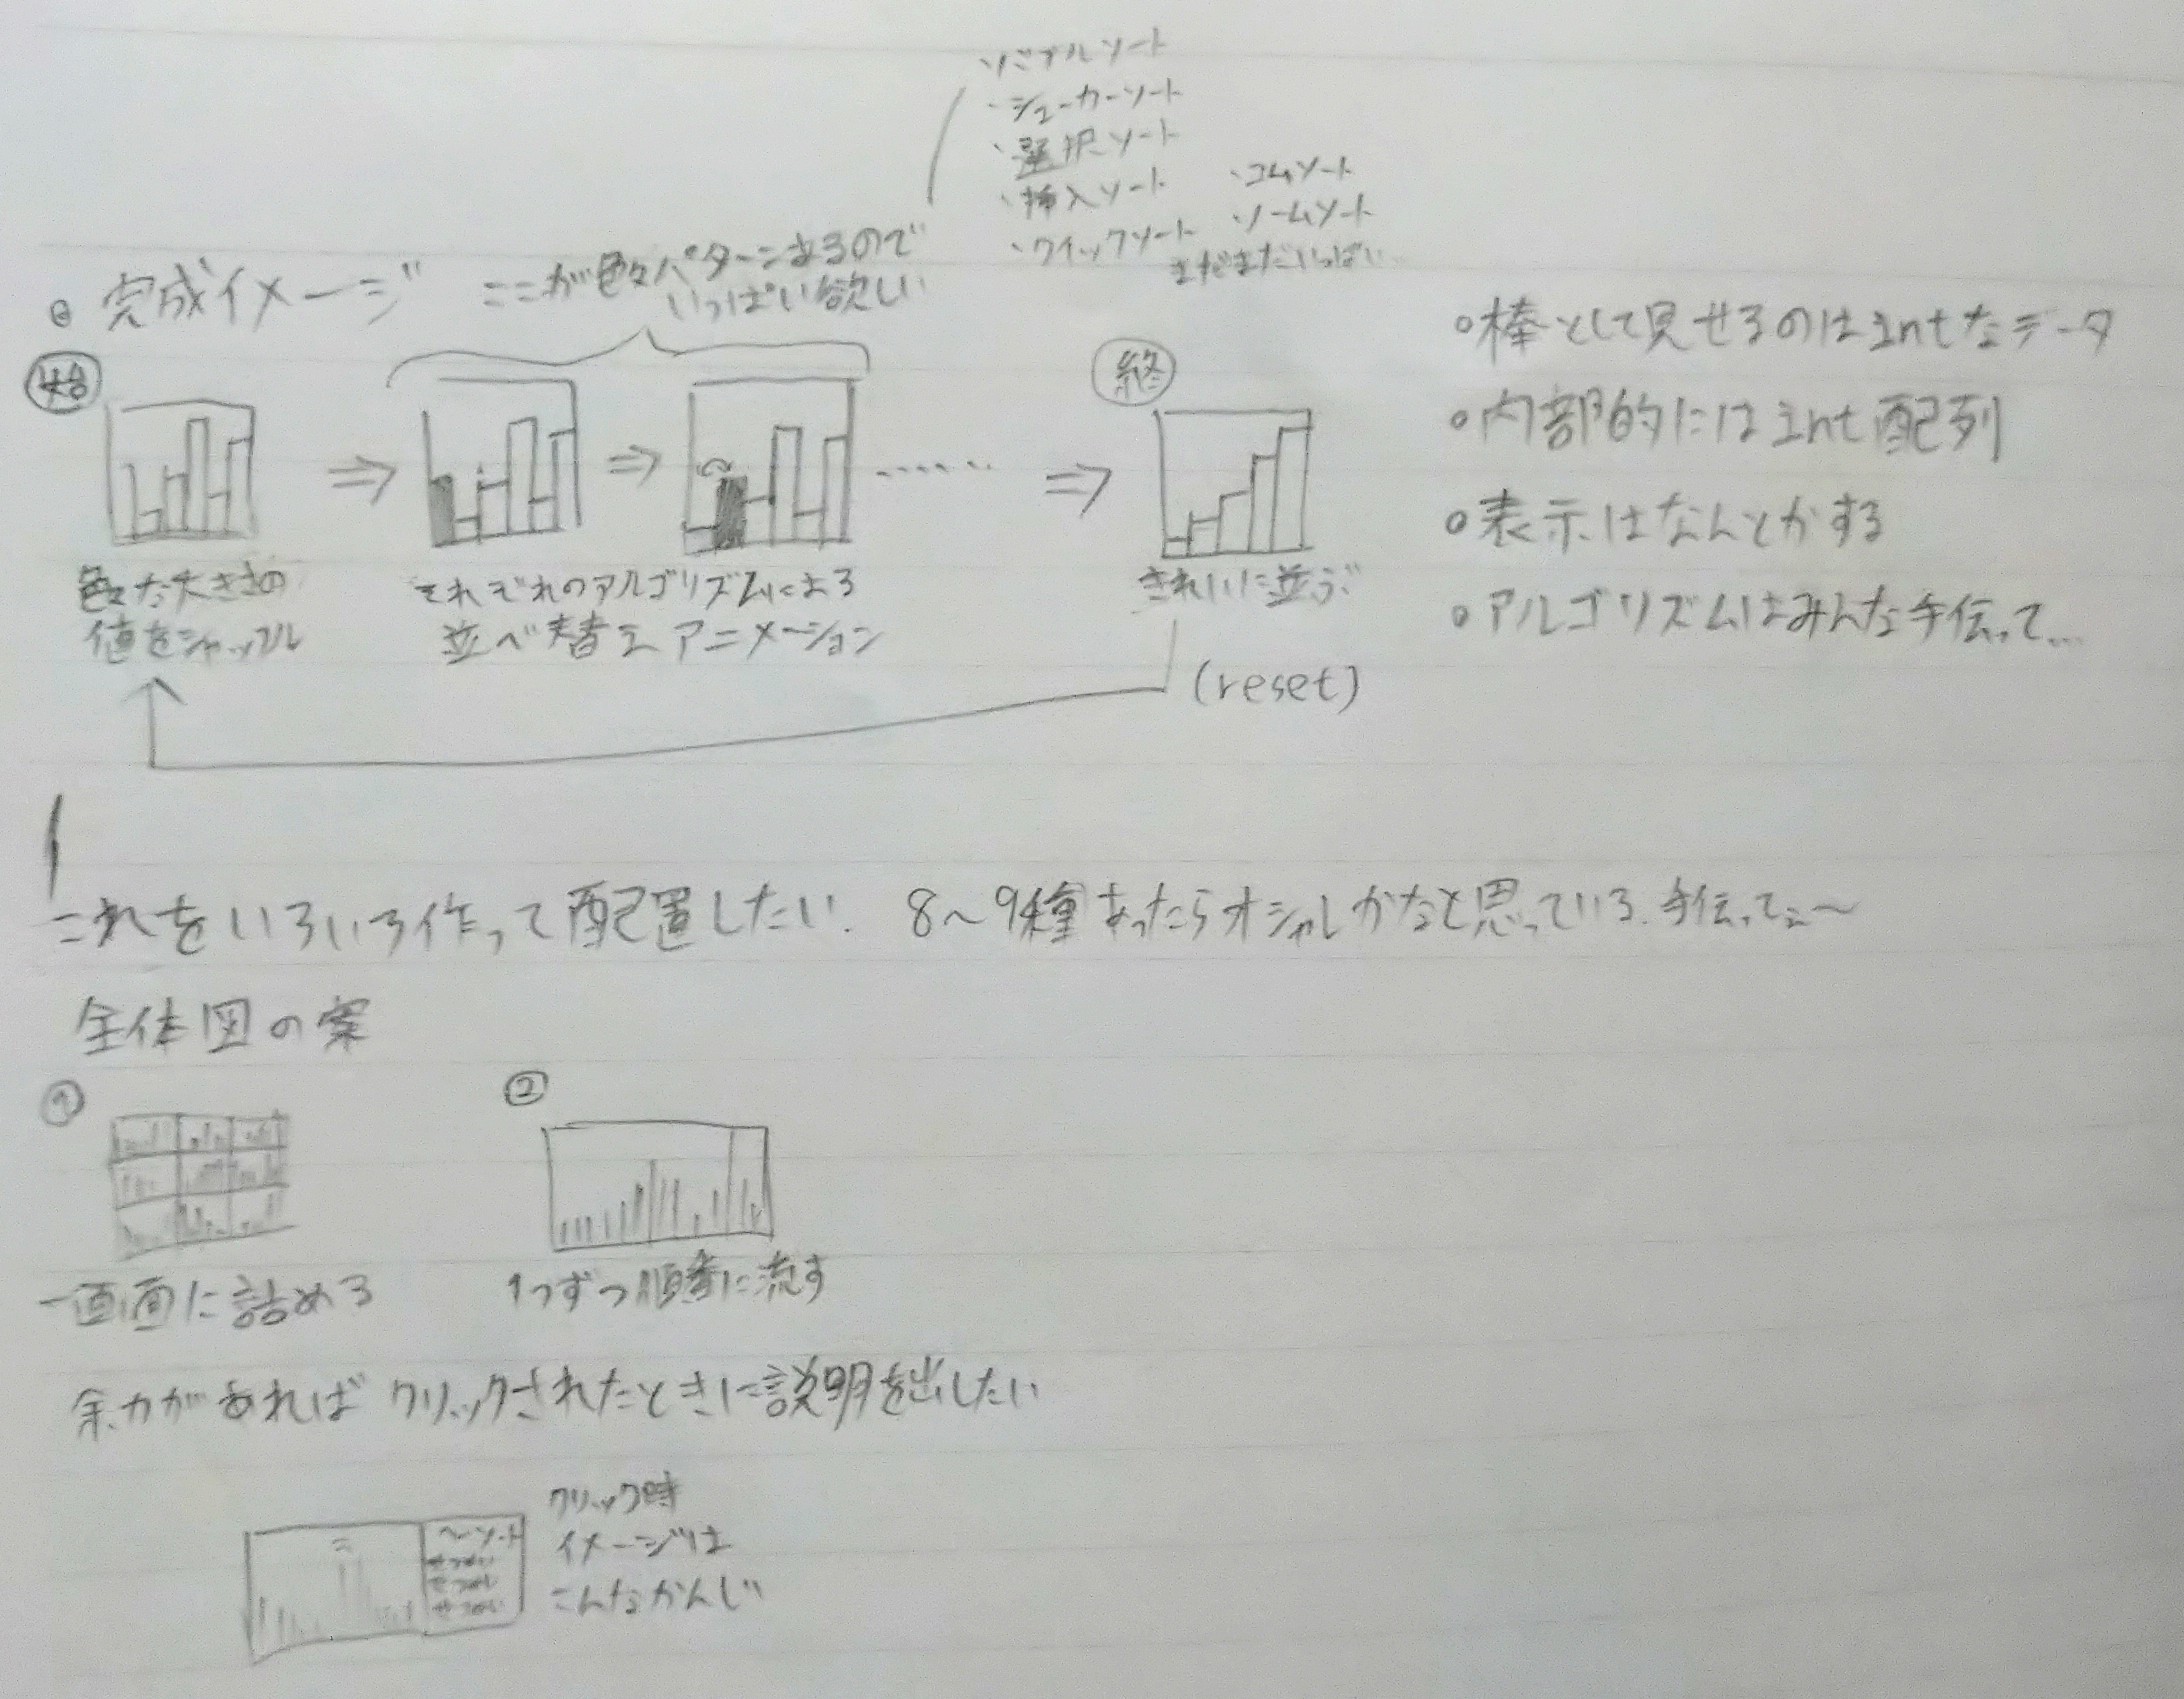 ・バブルソート
・シェーカーソート
・選択ソート
・挿入ソート
・クイックソート
・コムソート
・ノームソート
まだまだいっぱい…
◦ 完成イメージ
ここが色々パターンあるので
いっぱい欲しい
始
終
色々な大きさの
値をシャッフル
それぞれのアルゴリズムによる
並べ替えアニメーション
きれいに並ぶ
(reset)
◦棒として見せるのはintなデータ
◦内部的にはint配列
◦表示はなんとかする
◦アルゴリズムはみんな手伝って…
これをいろいろ作って配置したい. 8〜9種あったらオシャレかなと思っている. 手伝ってェ〜
全体図の案
①
一画面に詰める
②
1つずつ順番に流す
余力があればクリックされたときに説明を出したい
〜ソート
せつめい
せつめい
せつめい
クリック時
イメージは
こんなかんじ